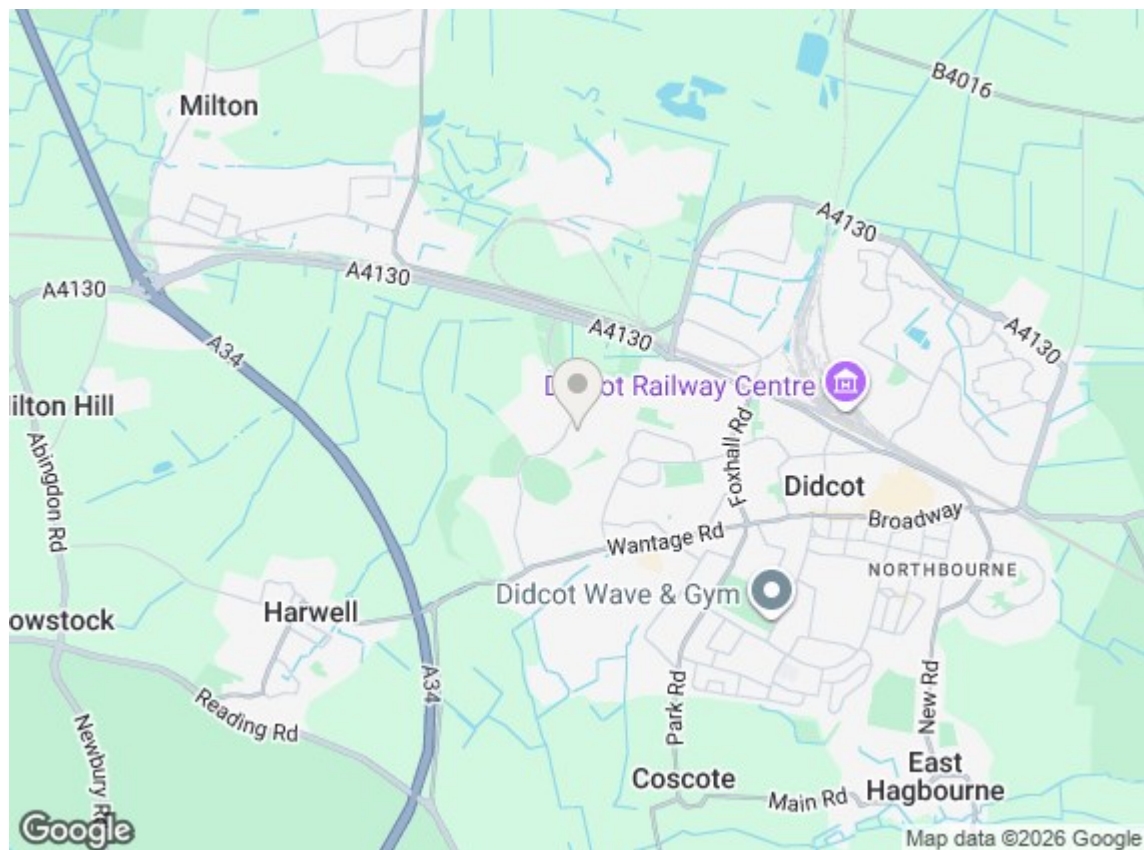 Milton
B4016
A4130
A4130
A4130
A34
A4130
A4130
Didcot Railway Centre
ilton Hill
Abingdon Rd
Foxhall Rd
Didcot
Broadway
Wantage Rd
NORTHBOURNE
Didcot Wave & Gym
Harwell
owstock
A34
Reading Rd
Park Rd
New Rd
Newbury Rd
Coscote
East
Hagbourne
Main Rd
Google
Map data ©2026 Google